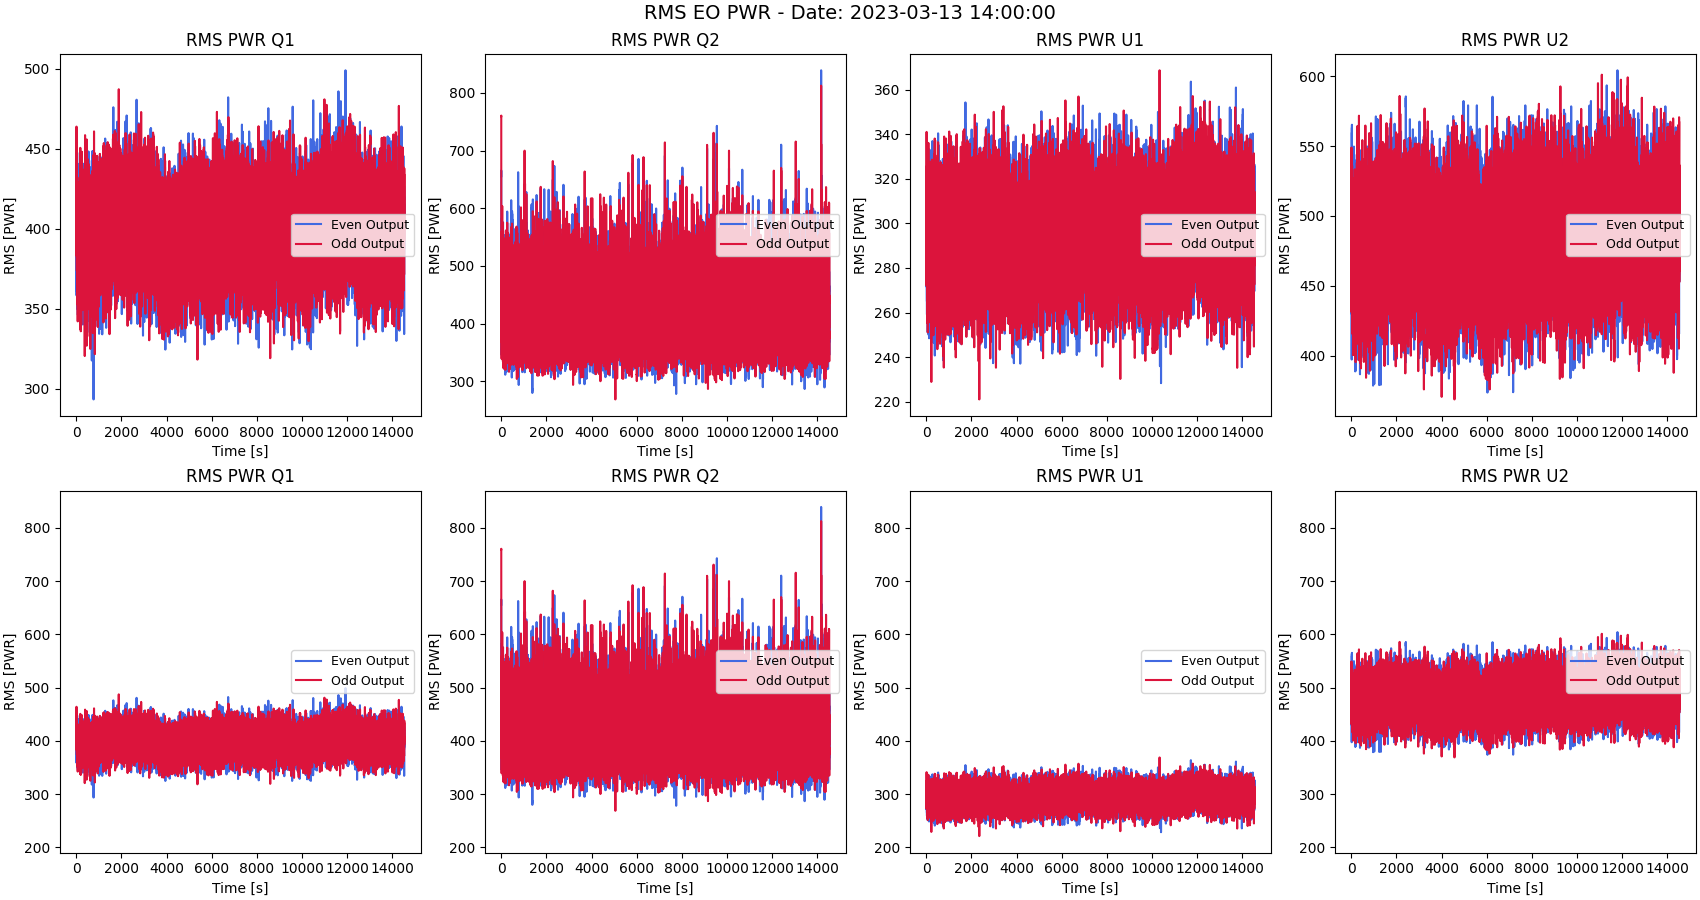 RMS EO PWR - Date: 2023-03-13 14:00:00
RMS PWR Q1
RMS [PWR]
500
450
400
350
300
Even Output
Odd Output
0 2000 4000 6000 8000 10000 12000 14000
Time [s]
RMS PWR Q2
RMS [PWR]
800
700
600
500
400
300
Even Output
Odd Output
0 2000 4000 6000 8000 10000 12000 14000
Time [s]
RMS PWR U1
RMS [PWR]
360
340
320
300
280
260
240
220
Even Output
Odd Output
0 2000 4000 6000 8000 10000 12000 14000
Time [s]
RMS PWR U2
RMS [PWR]
600
550
500
450
400
Even Output
Odd Output
0 2000 4000 6000 8000 10000 12000 14000
Time [s]
RMS PWR Q1
RMS [PWR]
800
700
600
500
400
300
200
Even Output
Odd Output
0 2000 4000 6000 8000 10000 12000 14000
Time [s]
RMS PWR Q2
RMS [PWR]
800
700
600
500
400
300
200
Even Output
Odd Output
0 2000 4000 6000 8000 10000 12000 14000
Time [s]
RMS PWR U1
RMS [PWR]
800
700
600
500
400
300
200
Even Output
Odd Output
0 2000 4000 6000 8000 10000 12000 14000
Time [s]
RMS PWR U2
RMS [PWR]
800
700
600
500
400
300
200
Even Output
Odd Output
0 2000 4000 6000 8000 10000 12000 14000
Time [s]